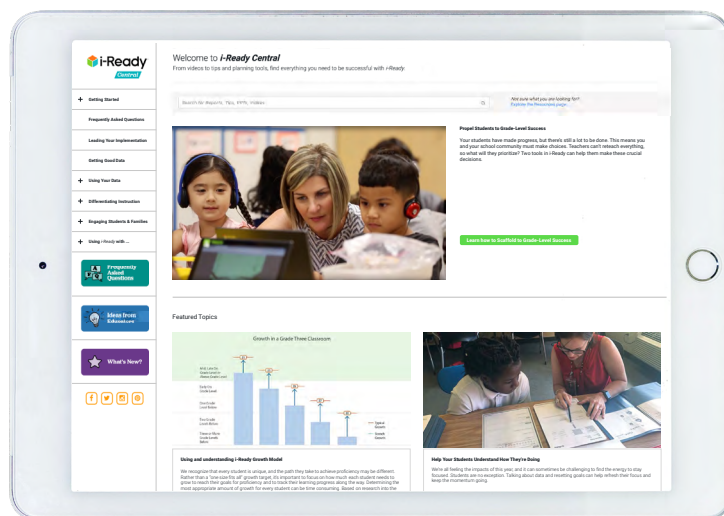 i-Ready
Central
Welcome to i-Ready Central
From videos to tips and planning tools, find everything you need to be successful with i-Ready
+ Getting Started
Frequently Asked Questions
Leading Your Implementation
Getting Good Data
+ Using Your Data
+ Differentiating Instruction
+ Engaging Students & Families
+ Using i-Ready with ...
Frequently
Asked
Questions
Ideas from
Educators
What's New?
Search for Reports, Tips, PPTs, Videos
Not sure what you are looking for?
Explore the Resources page
Propel Students to Grade-Level Success
Your students have made progress, but there's still a lot to be done. This means you
and your school community must make choices. Teachers can't reteach everything,
so what will they prioritize? Two tools in i-Ready can help them make these crucial
decisions.
Learn how to Scaffold to Grade-Level Success
Featured Topics
Growth in a Grade Three Classroom
Using and understanding i-Ready Growth Model
We recognize that every student is unique, and the path they take to achieve proficiency may be different.
Rather than a "one size fits all" growth target, it's important to focus on how much each student needs to
grow to reach their goals for proficiency and to track their learning progress along the way. Determining the
most appropriate amount of growth for every student can be time consuming. Based on research into the
Help Your Students Understand How They're Doing
We're all feeling the impacts of this year, and it can sometimes be challenging to find the energy to stay
focused. Students are no exception. Talking about data and resetting goals can help refresh their focus and
keep the momentum going.